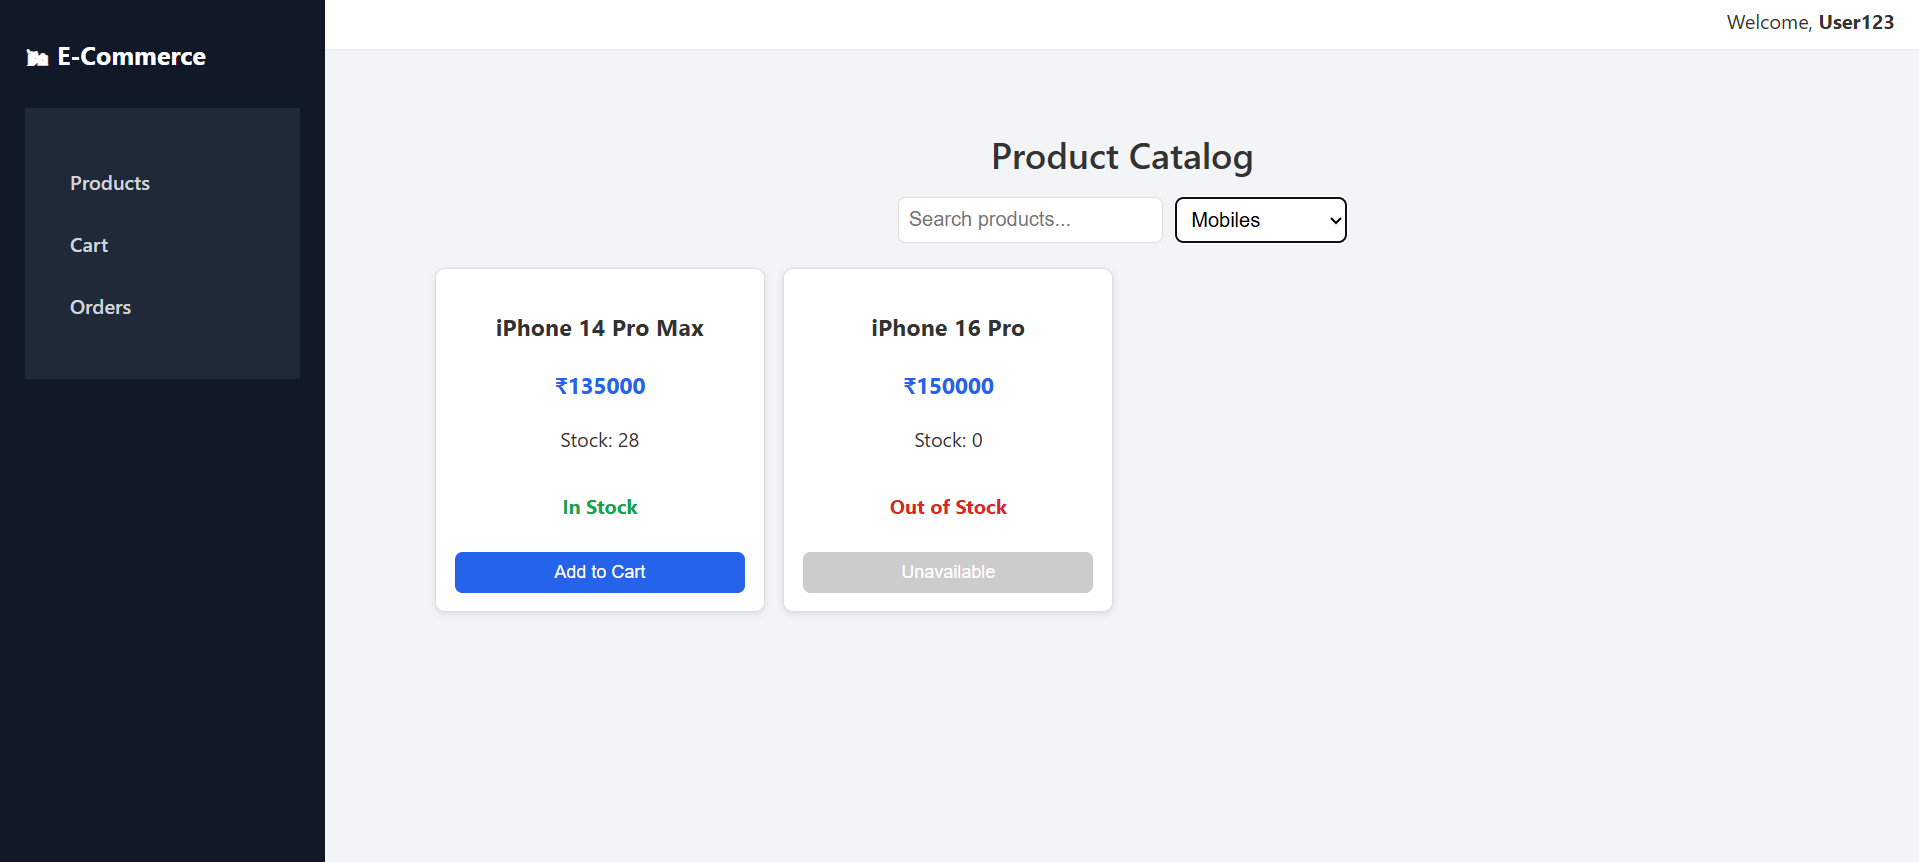 E-Commerce
Welcome, User123
Products
Cart
Orders
Product Catalog
Search products...
Mobiles
iPhone 14 Pro Max
₹135000
Stock: 28
In Stock
Add to Cart
iPhone 16 Pro
₹150000
Stock: 0
Out of Stock
Unavailable